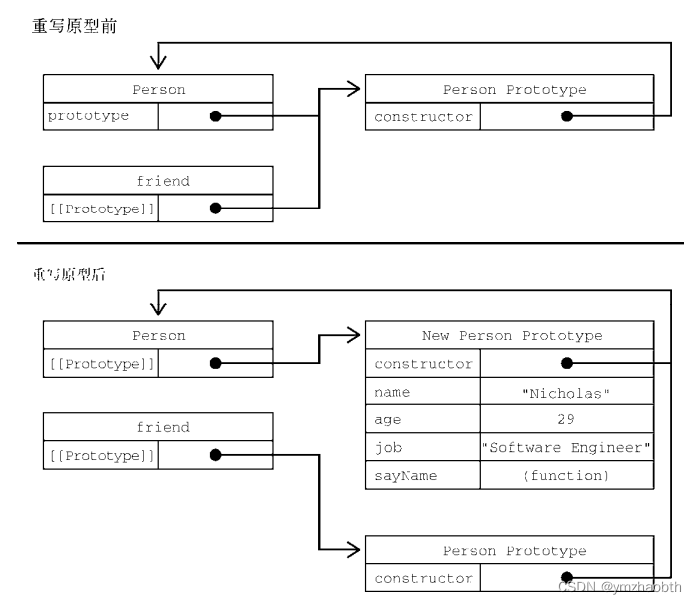 重写原型前
Person
prototype
Person Prototype
constructor
friend
[[Prototype]]
重写原型后
Person
[[Prototype]]
New Person Prototype
constructor
name "Nicholas"
age 29
job "Software Engineer"
sayName (function)
friend
[[Prototype]]
Person Prototype
constructor
CSDN @ymzhaobth